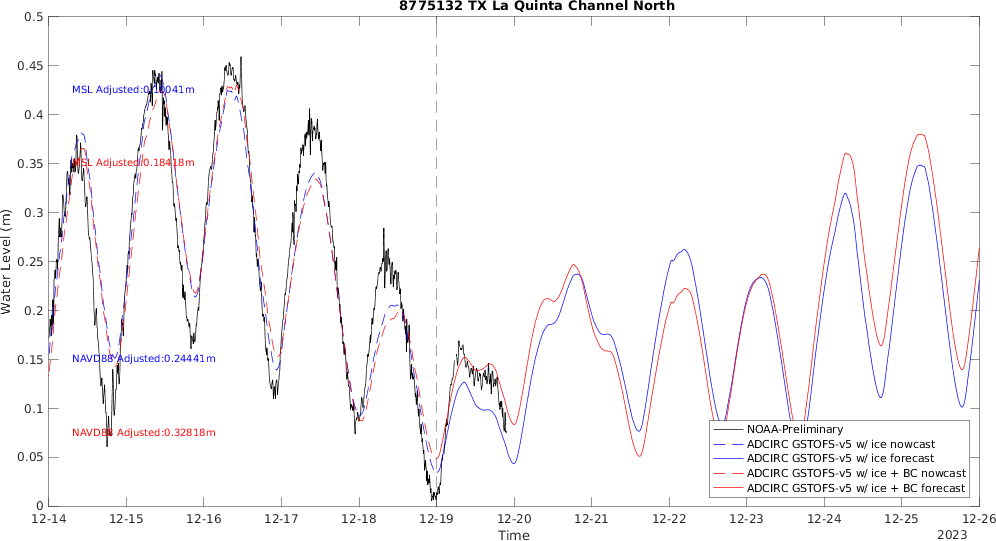 8775132 TX La Quinta Channel North
0.5
0.45
0.4
0.35
0.3
0.25
0.2
0.15
0.1
0.05
0
Water Level (m)
MSL Adjusted:0.10041m
MSL Adjusted:0.18418m
NAVD88 Adjusted:0.24441m
NAVD88 Adjusted:0.32818m
NOAA-Preliminary
ADCIRC GSTOFS-v5 w/ ice nowcast
ADCIRC GSTOFS-v5 w/ ice forecast
ADCIRC GSTOFS-v5 w/ ice + BC nowcast
ADCIRC GSTOFS-v5 w/ ice + BC forecast
12-14 12-15 12-16 12-17 12-18 12-19 12-20 12-21 12-22 12-23 12-24 12-25 12-26
Time
2023